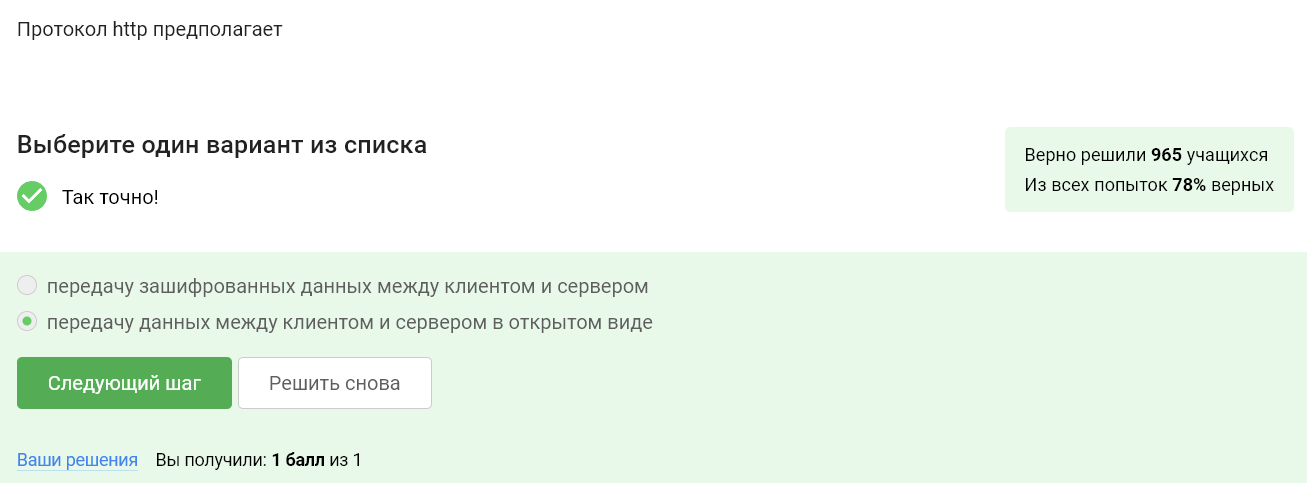 Протокол http предполагает
Выберите один вариант из списка
Так точно!
Верно решили 965 учащихся
Из всех попыток 78% верных
передачу зашифрованных данных между клиентом и сервером
передачу данных между клиентом и сервером в открытом виде
Следующий шаг
Решить снова
Ваши решения Вы получили: 1 балл из 1